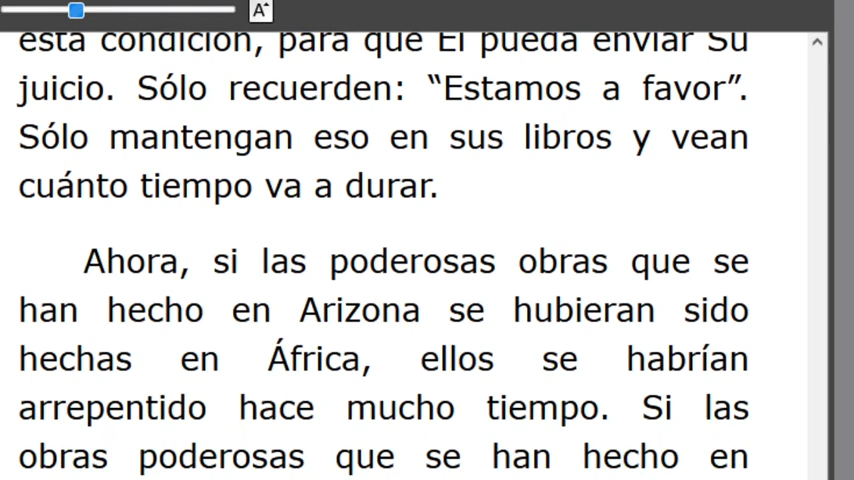 A
esta condición, para que Él pueda enviar Su
juicio. Sólo recuerden: “Estamos a favor”.
Sólo mantengan eso en sus libros y vean
cuánto tiempo va a durar.
Ahora, si las poderosas obras que se
han hecho en Arizona se hubieran sido
hechas en África, ellos se habrían
arrepentido hace mucho tiempo. Si las
obras poderosas que se han hecho en